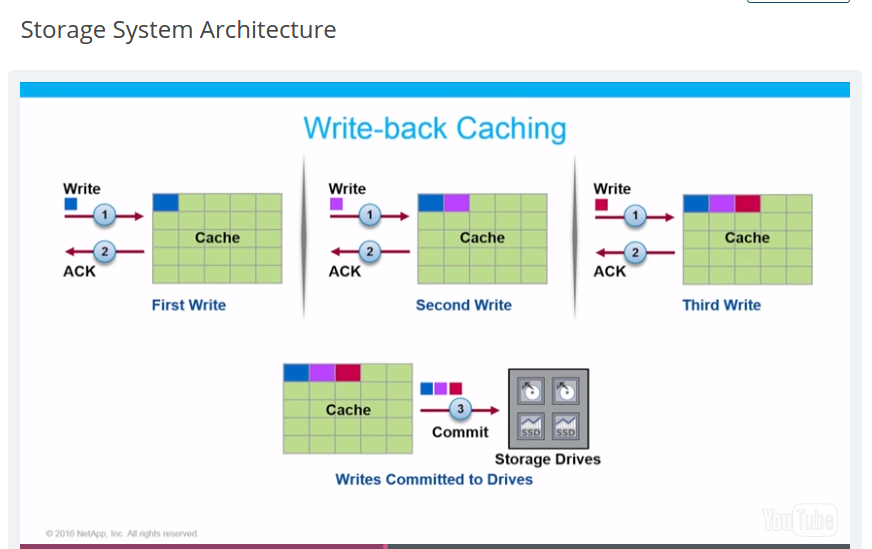 Storage System Architecture
Write-back Caching
Write
1
2
ACK
Cache
First Write
Write
1
2
ACK
Cache
Second Write
Write
1
2
ACK
Cache
Third Write
Cache
3
Commit
SSD SSD
Storage Drives
Writes Committed to Drives
© 2016 NetApp, Inc. All rights reserved.
YouTube